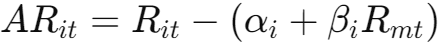 $AR_{it} = R_{it} - (\alpha_i + \beta_i R_{mt})$